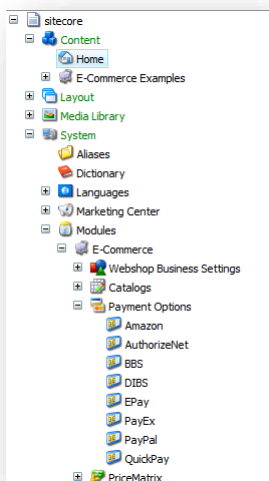 sitecore
Content
Home
E-Commerce Examples
Layout
Media Library
System
Aliases
Dictionary
Languages
Marketing Center
Modules
E-Commerce
Webshop Business Settings
Catalogs
Payment Options
Amazon
AuthorizeNet
BBS
DIBS
EPay
PayEx
PayPal
QuickPay
PriceMatrix